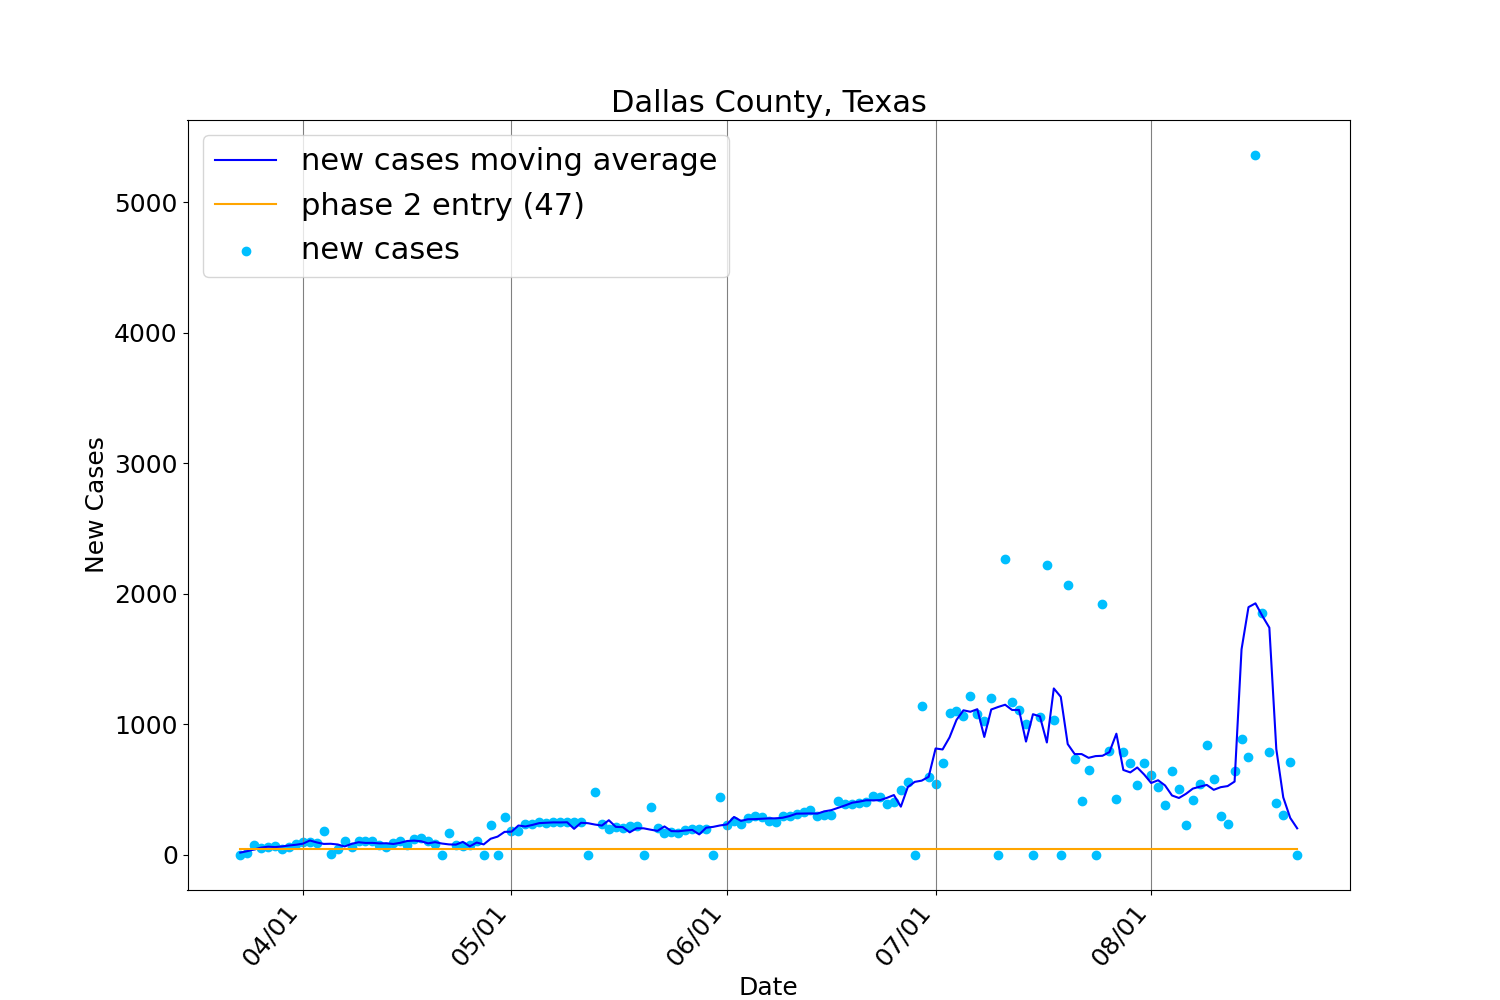 Dallas County, Texas
new cases moving average
phase 2 entry (47)
new cases
5000
4000
3000
2000
1000
0
New Cases
04/01
05/01
06/01
07/01
08/01
Date